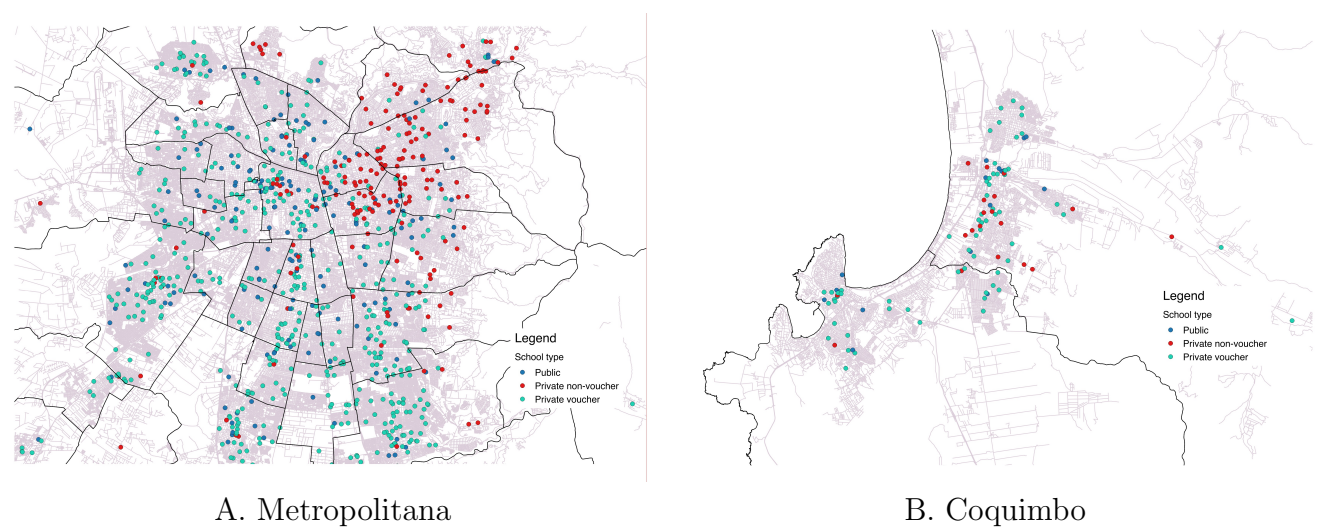 Legend
School type
Public
Private non-voucher
Private voucher
A. Metropolitana
Legend
School type
Public
Private non-voucher
Private voucher
B. Coquimbo